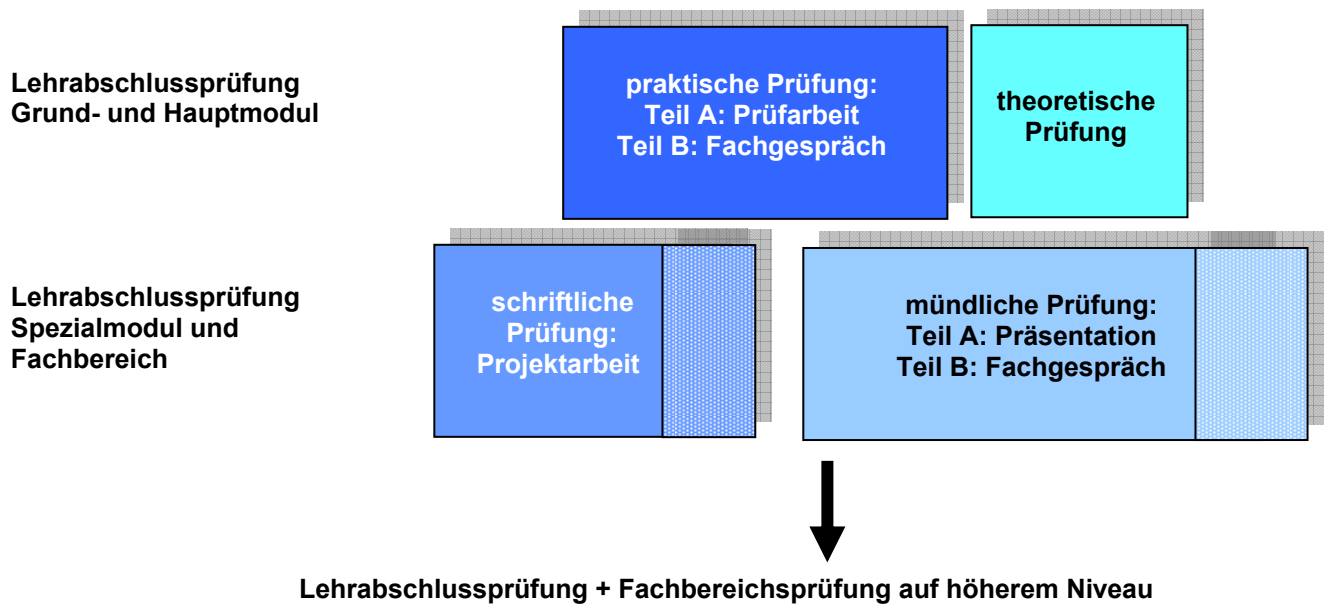 Lehrabschlussprüfung
Grund- und Hauptmodul
praktische Prüfung:
Teil A: Prüfarbeit
Teil B: Fachgespräch
theoretische
Prüfung
Lehrabschlussprüfung
Spezialmodul und
Fachbereich
schriftliche
Prüfung:
Projektarbeit
mündliche Prüfung:
Teil A: Präsentation
Teil B: Fachgespräch
Lehrabschlussprüfung + Fachbereichsprüfung auf höherem Niveau